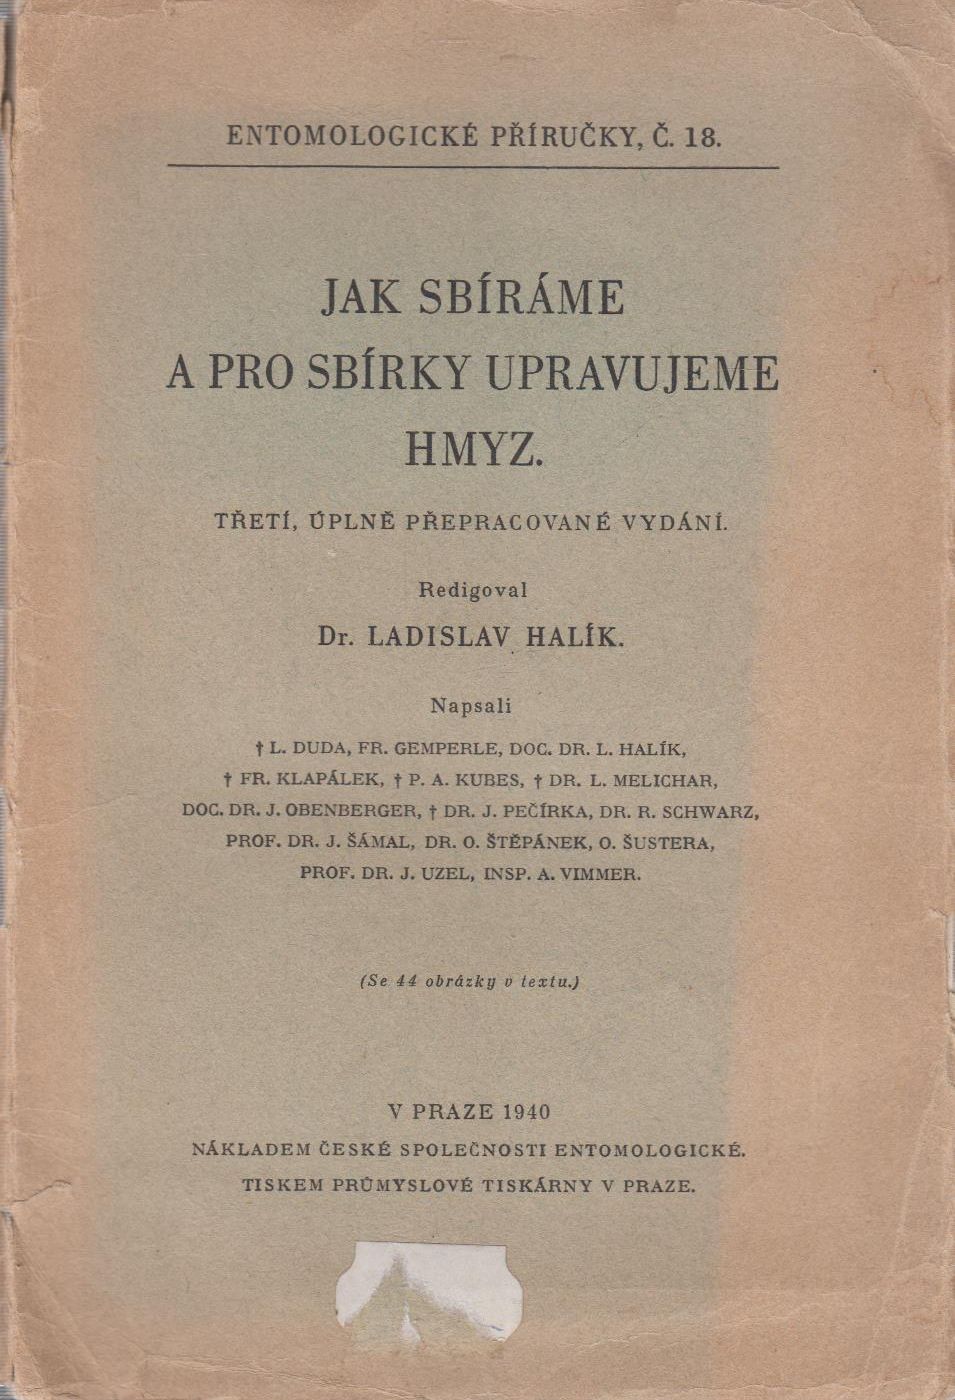 ENTOMOLOGICKÉ PŘÍRUČKY, Č. 18.
JAK SBÍRÁME
A PRO SBÍRKY UPRAVUJEME
HMYZ.
TŘETÍ, ÚPLNĚ PŘEPRACOVANÉ VYDÁNÍ.
Redigoval
Dr. LADISLAV HALÍK.
Napsali
† L. DUDA, FR. GEMPERLE, DOC. DR. L. HALÍK,
† FR. KLAPÁLEK, † P. A. KUBES, † DR. L. MELICHAR,
DOC. DR. J. OBENBERGER, † DR. J. PEČÍRKA, DR. R. SCHWARZ,
PROF. DR. J. ŠÁMAL, DR. O. ŠTĚPÁNEK, O. ŠUSTERA,
PROF. DR. J. UZEL, INSP. A. VIMMER.
(Se 44 obrázky v textu.)
V PRAZE 1940
NÁKLADEM ČESKÉ SPOLEČNOSTI ENTOMOLOGICKÉ.
TISKEM PRŮMYSLOVÉ TISKÁRNY V PRAZE.